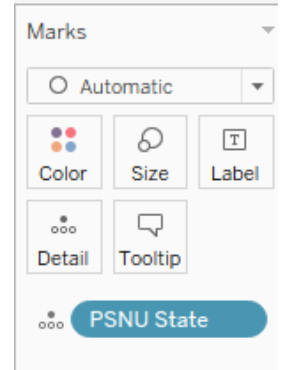 Marks
Automatic
Color Size Label
T
Detail Tooltip
PSNU State